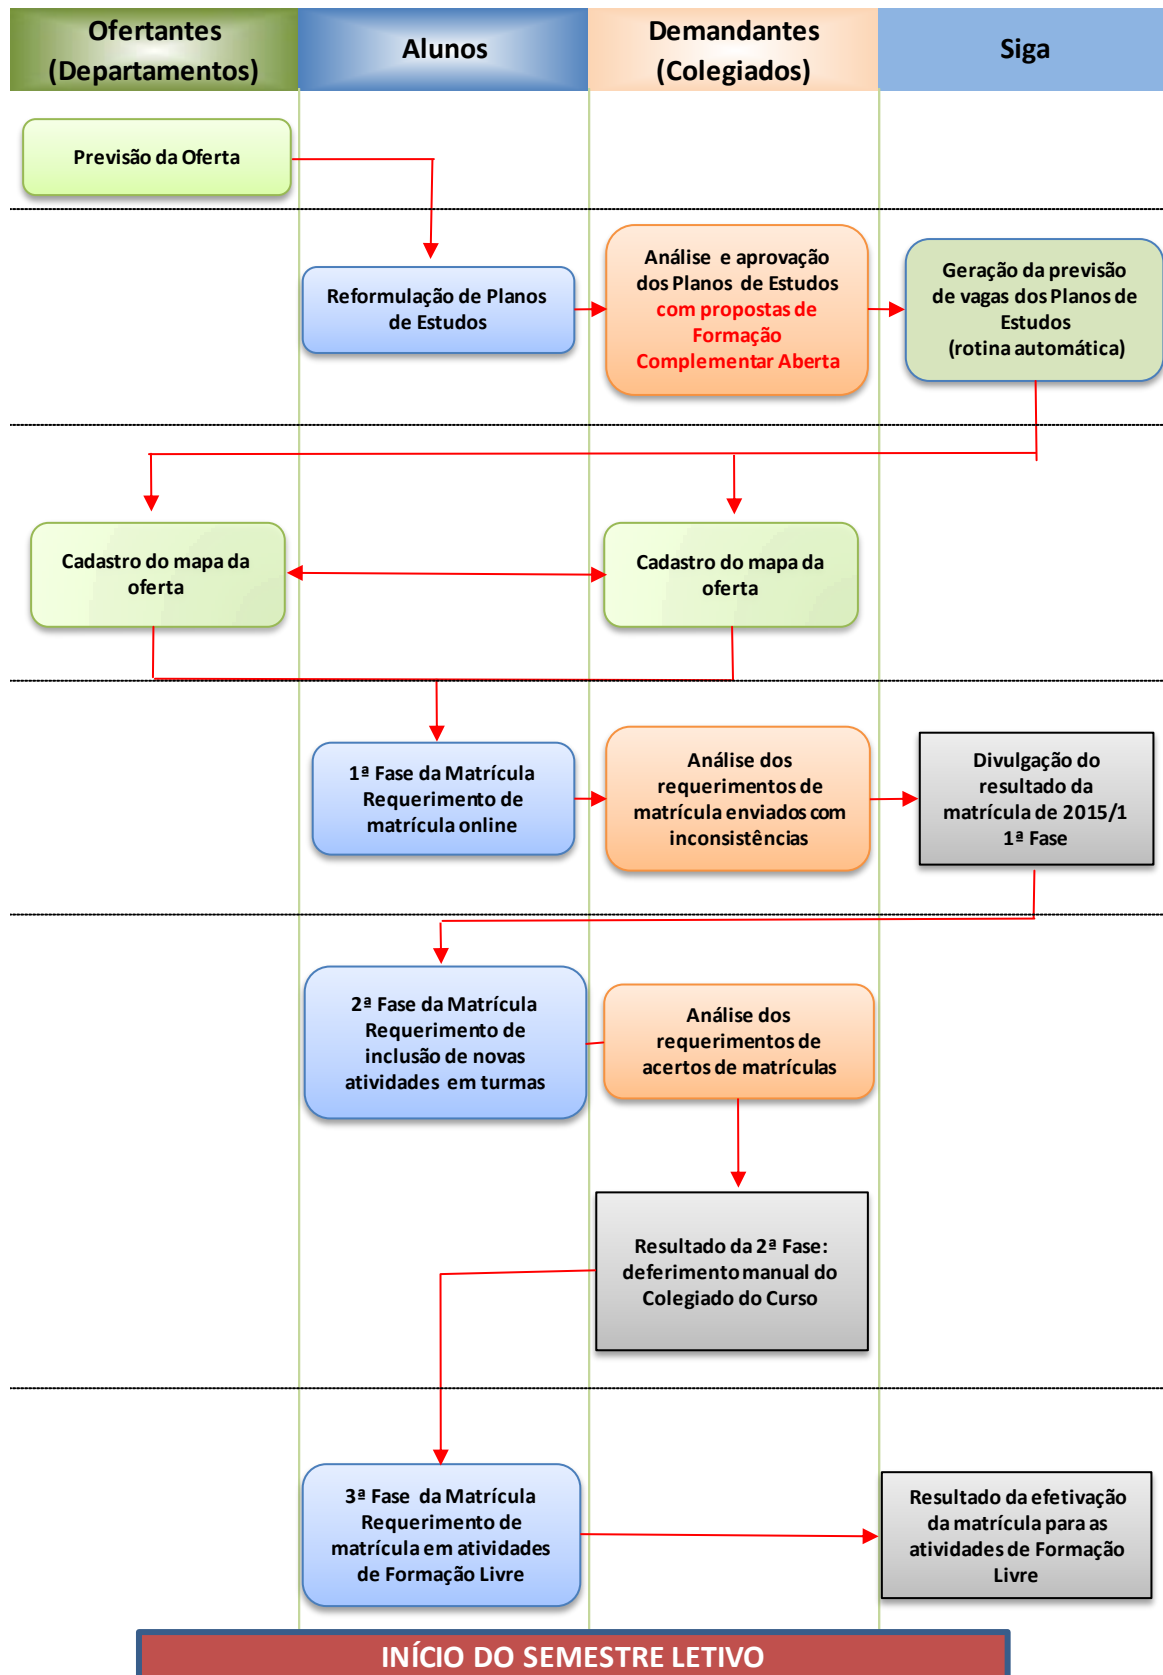 Ofertantes
(Departamentos)
Alunos
Demandantes
(Colegiados)
Siga
Previsão da Oferta
Reformulação de Planos
de Estudos
Análise e aprovação
dos Planos de Estudos
com propostas de
Formação
Complementar Aberta
Geração da previsão
de vagas dos Planos de
Estudos
(rotina automática)
Cadastro do mapa da
oferta
Cadastro do mapa da
oferta
1ª Fase da Matrícula
Requerimento de
matrícula online
Análise dos
requerimentos de
matrícula enviados com
inconsistências
Divulgação do
resultado da
matrícula de 2015/1
1ª Fase
2ª Fase da Matrícula
Requerimento de
inclusão de novas
atividades em turmas
Análise dos
requerimentos de
acertos de matrículas
Resultado da 2ª Fase:
deferimento manual do
Colegiado do Curso
3ª Fase da Matrícula
Requerimento de
matrícula em atividades
de Formação Livre
Resultado da efetivação
da matrícula para as
atividades de Formação
Livre
INÍCIO DO SEMESTRE LETIVO